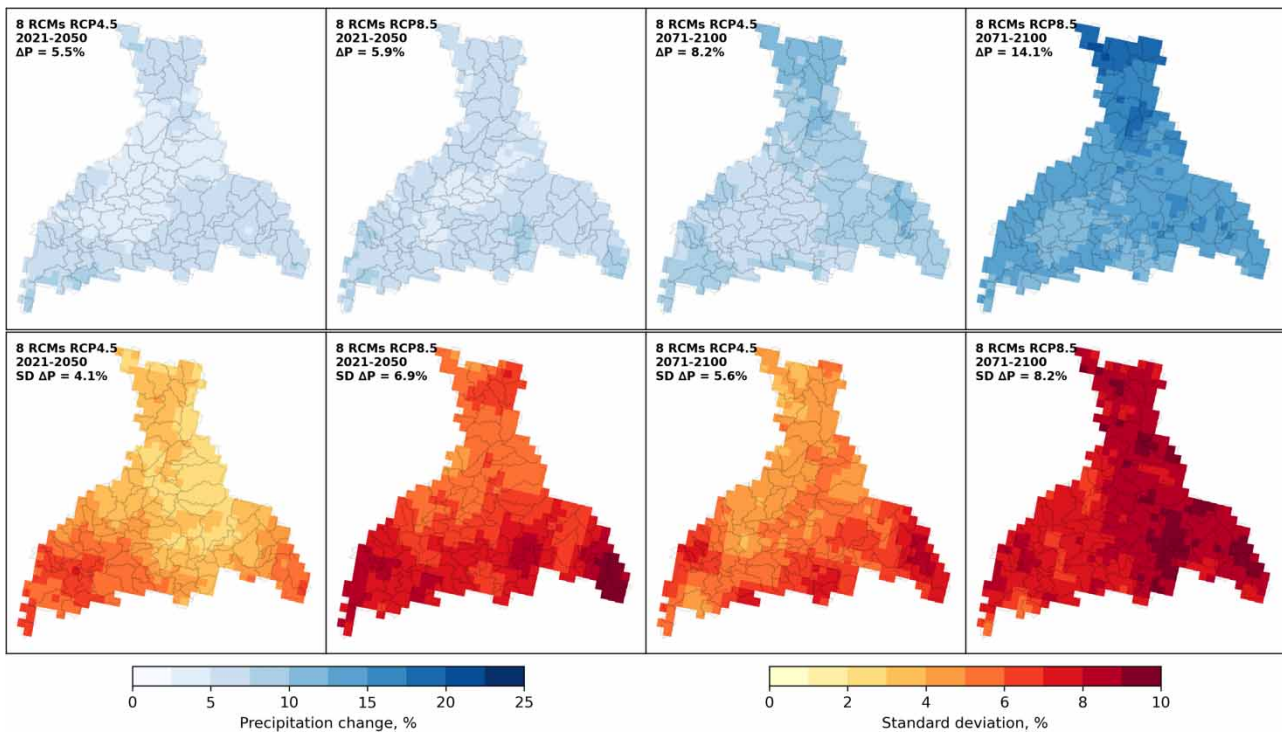 8 RCMs RCP4.5
2021-2050
ΔP = 5.5%
8 RCMs RCP8.5
2021-2050
ΔP = 5.9%
8 RCMs RCP4.5
2071-2100
ΔP = 8.2%
8 RCMs RCP8.5
2071-2100
ΔP = 14.1%
8 RCMs RCP4.5
2021-2050
SD ΔP = 4.1%
8 RCMs RCP8.5
2021-2050
SD ΔP = 6.9%
8 RCMs RCP4.5
2071-2100
SD ΔP = 5.6%
8 RCMs RCP8.5
2071-2100
SD ΔP = 8.2%
0 5 10 15 20 25
Precipitation change, %
0 2 4 6 8 10
Standard deviation, %